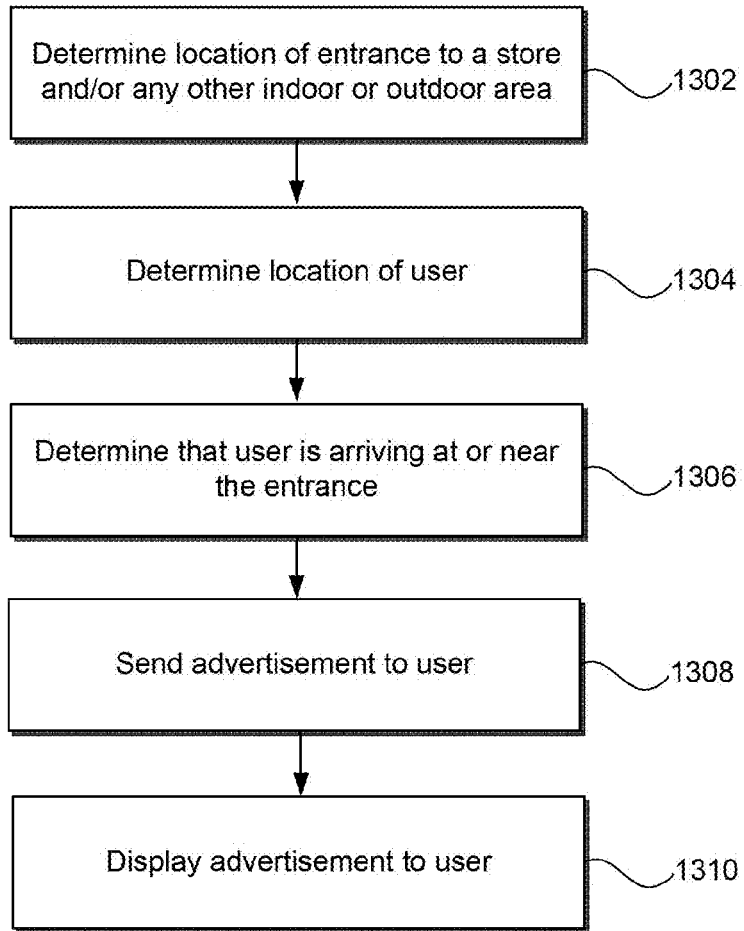 Determine location of entrance to a store
and/or any other indoor or outdoor area
1302
Determine location of user
1304
Determine that user is arriving at or near
the entrance
1306
Send advertisement to user
1308
Display advertisement to user
1310